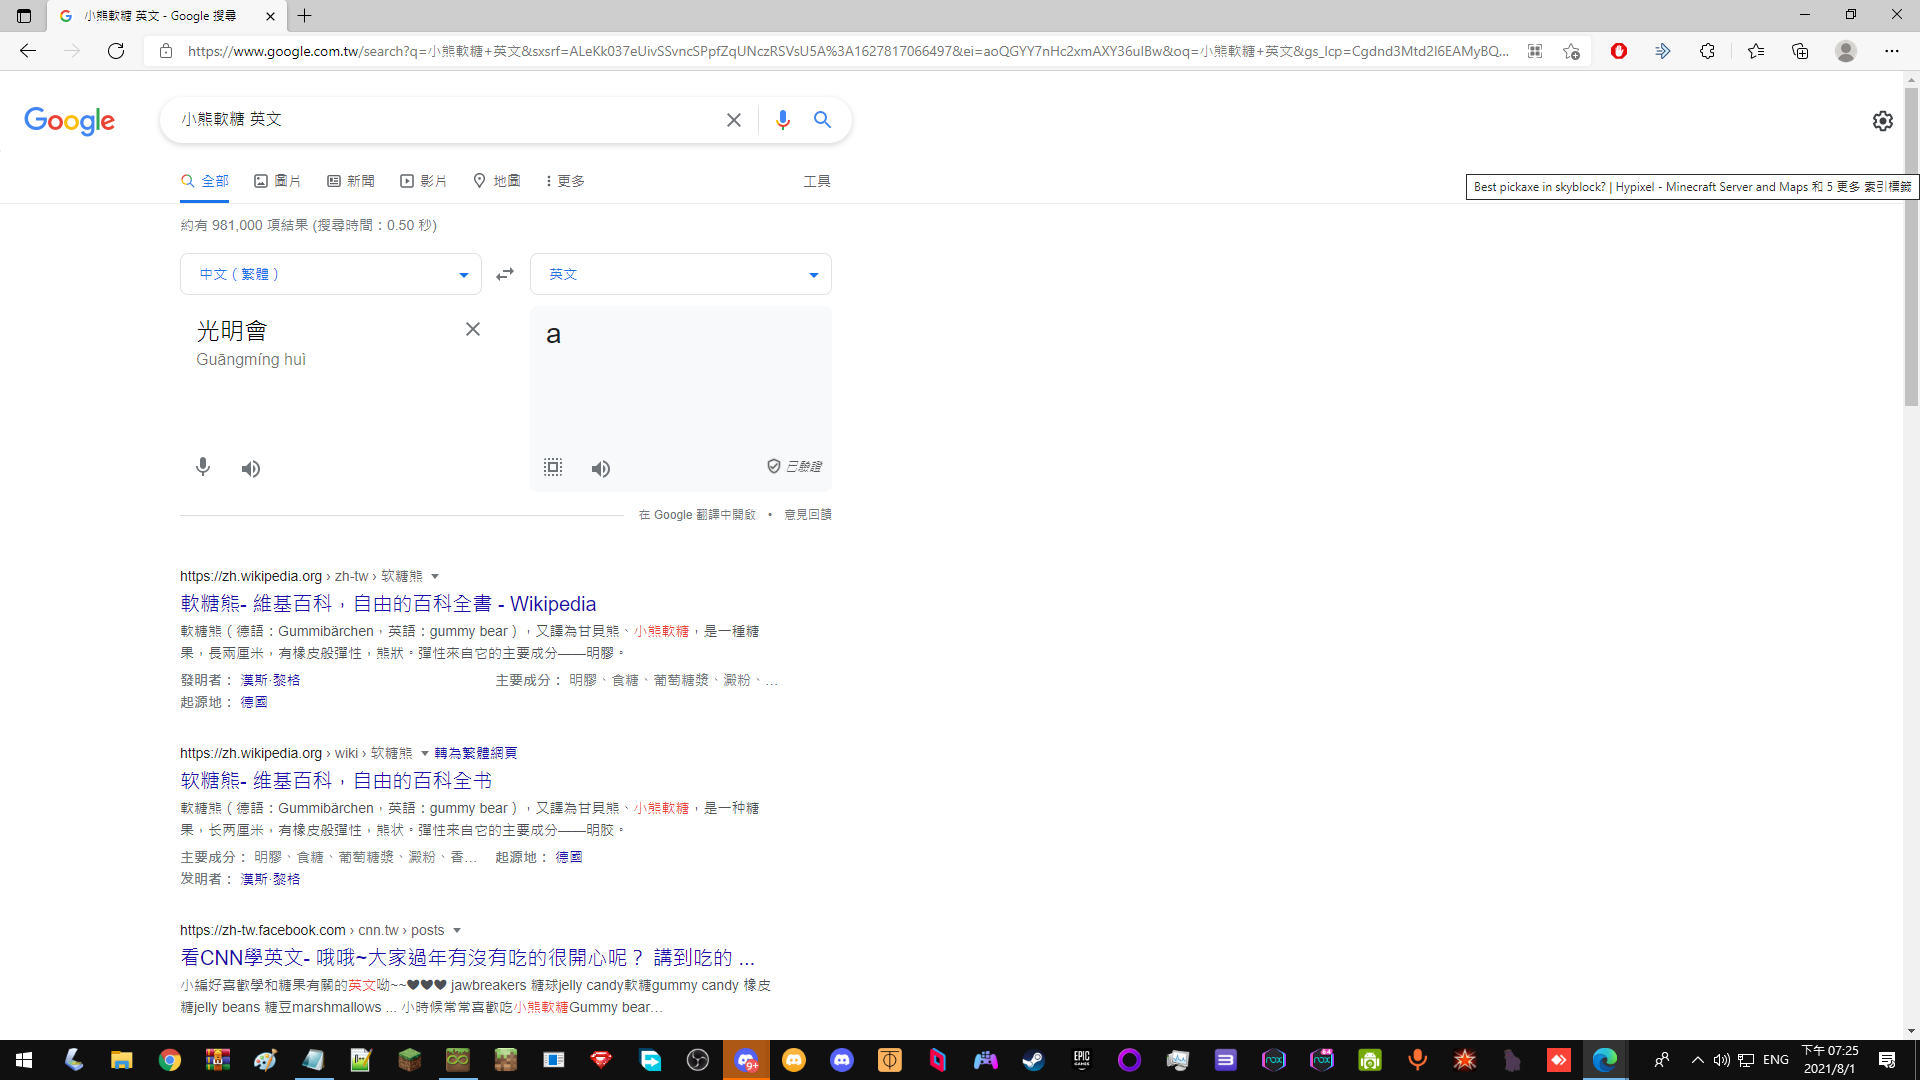 小熊軟糖 英文 - Google 搜尋
https://www.google.com.tw/search?q=小熊軟糖+英文&sxsrf=ALeKk037eUivSSvncSPpfZqUNczRSVsU5A%3A1627817066497&ei=aoQGYY7nHc2xmAXY36uIBw&oq=小熊軟糖+英文&gs_lcp=Cgdnd3Mtd2l6EAMyBQ...
Google
小熊軟糖 英文
全部 圖片 新聞 影片 地圖 更多 工具
Best pickaxe in skyblock? | Hypixel - Minecraft Server and Maps 和 5 更多 索引標籤
約有 981,000 項結果 (搜尋時間：0.50 秒)
中文（繁體） 英文
光明會 a
Guāngmíng huì
已驗證
在 Google 翻譯中開啟 • 意見回饋
https://zh.wikipedia.org › zh-tw › 软糖熊
軟糖熊- 維基百科，自由的百科全書 - Wikipedia
軟糖熊（德語：Gummibärchen，英語：gummy bear），又譯為甘貝熊、小熊軟糖，是一種糖
果，長兩厘米，有橡皮般彈性，熊狀。彈性來自它的主要成分——明膠。
發明者： 漢斯·黎格 主要成分： 明膠、食糖、葡萄糖漿、澱粉、...
起源地： 德國
https://zh.wikipedia.org › wiki › 软糖熊 轉為繁體網頁
软糖熊- 维基百科，自由的百科全书
軟糖熊（德語：Gummibärchen，英語：gummy bear），又譯為甘貝熊、小熊軟糖，是一种糖
果，长两厘米，有橡皮般彈性，熊状。彈性来自它的主要成分——明胶。
主要成分： 明膠、食糖、葡萄糖漿、澱粉、香... 起源地： 德國
发明者： 漢斯·黎格
https://zh-tw.facebook.com › cnn.tw › posts
看CNN學英文- 哦哦~大家過年有沒有吃的很開心呢？ 講到吃的 ...
小編好喜歡學和糖果有關的英文呦~~♥♥♥ jawbreakers 糖球jelly candy軟糖gummy candy 橡皮
糖jelly beans 糖豆marshmallows ... 小時候常常喜歡吃小熊軟糖Gummy bear...
9+
EPIC GAMES
nox
nox 64
ENG
下午 07:25
2021/8/1